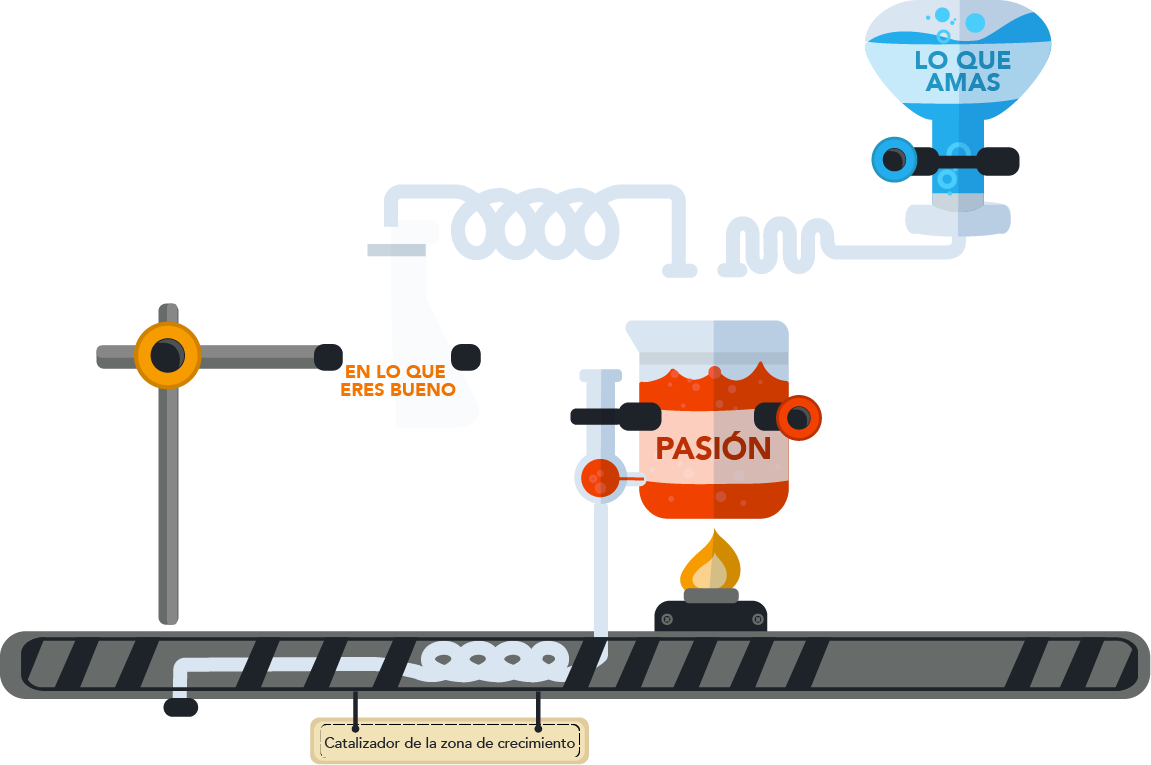 LO QUE
AMAS
EN LO QUE
ERES BUENO
PASIÓN
Catalizador de la zona de crecimiento